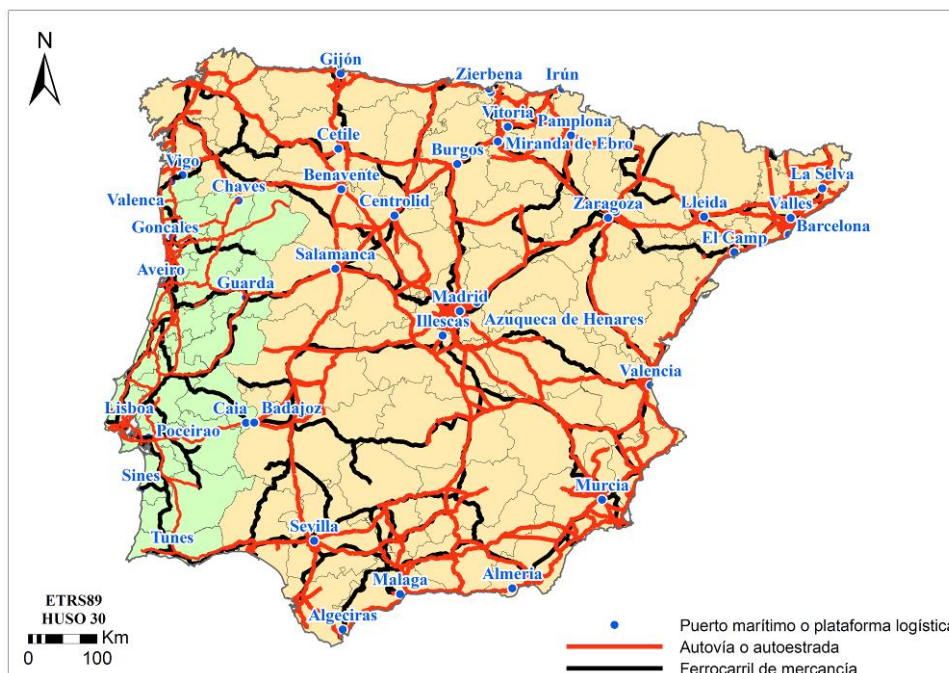 N
Gijón
Zierbena
Irún
Vitoria
Pamplona
Cetile
Miranda de Ebro
Burgos
Vigo
Benavente
La Selva
Chaves
Valenca
Centrolid
Zaragoza
Lleida
Valles
Goncales
Barcelona
El Camp
Salamanca
Aveiro
Guarda
Madrid
Illescas
Azuqueca de Henares
Valencia
Lisboa
Caia
Badajoz
Poceirao
Sines
Murcia
Sevilla
Tunes
Malaga
Almeria
Algeciras
ETRS89
HUSO 30
Km
0 100
Puerto marítimo o plataforma logística
Autovía o autoestrada
Ferrocarril de mercancía